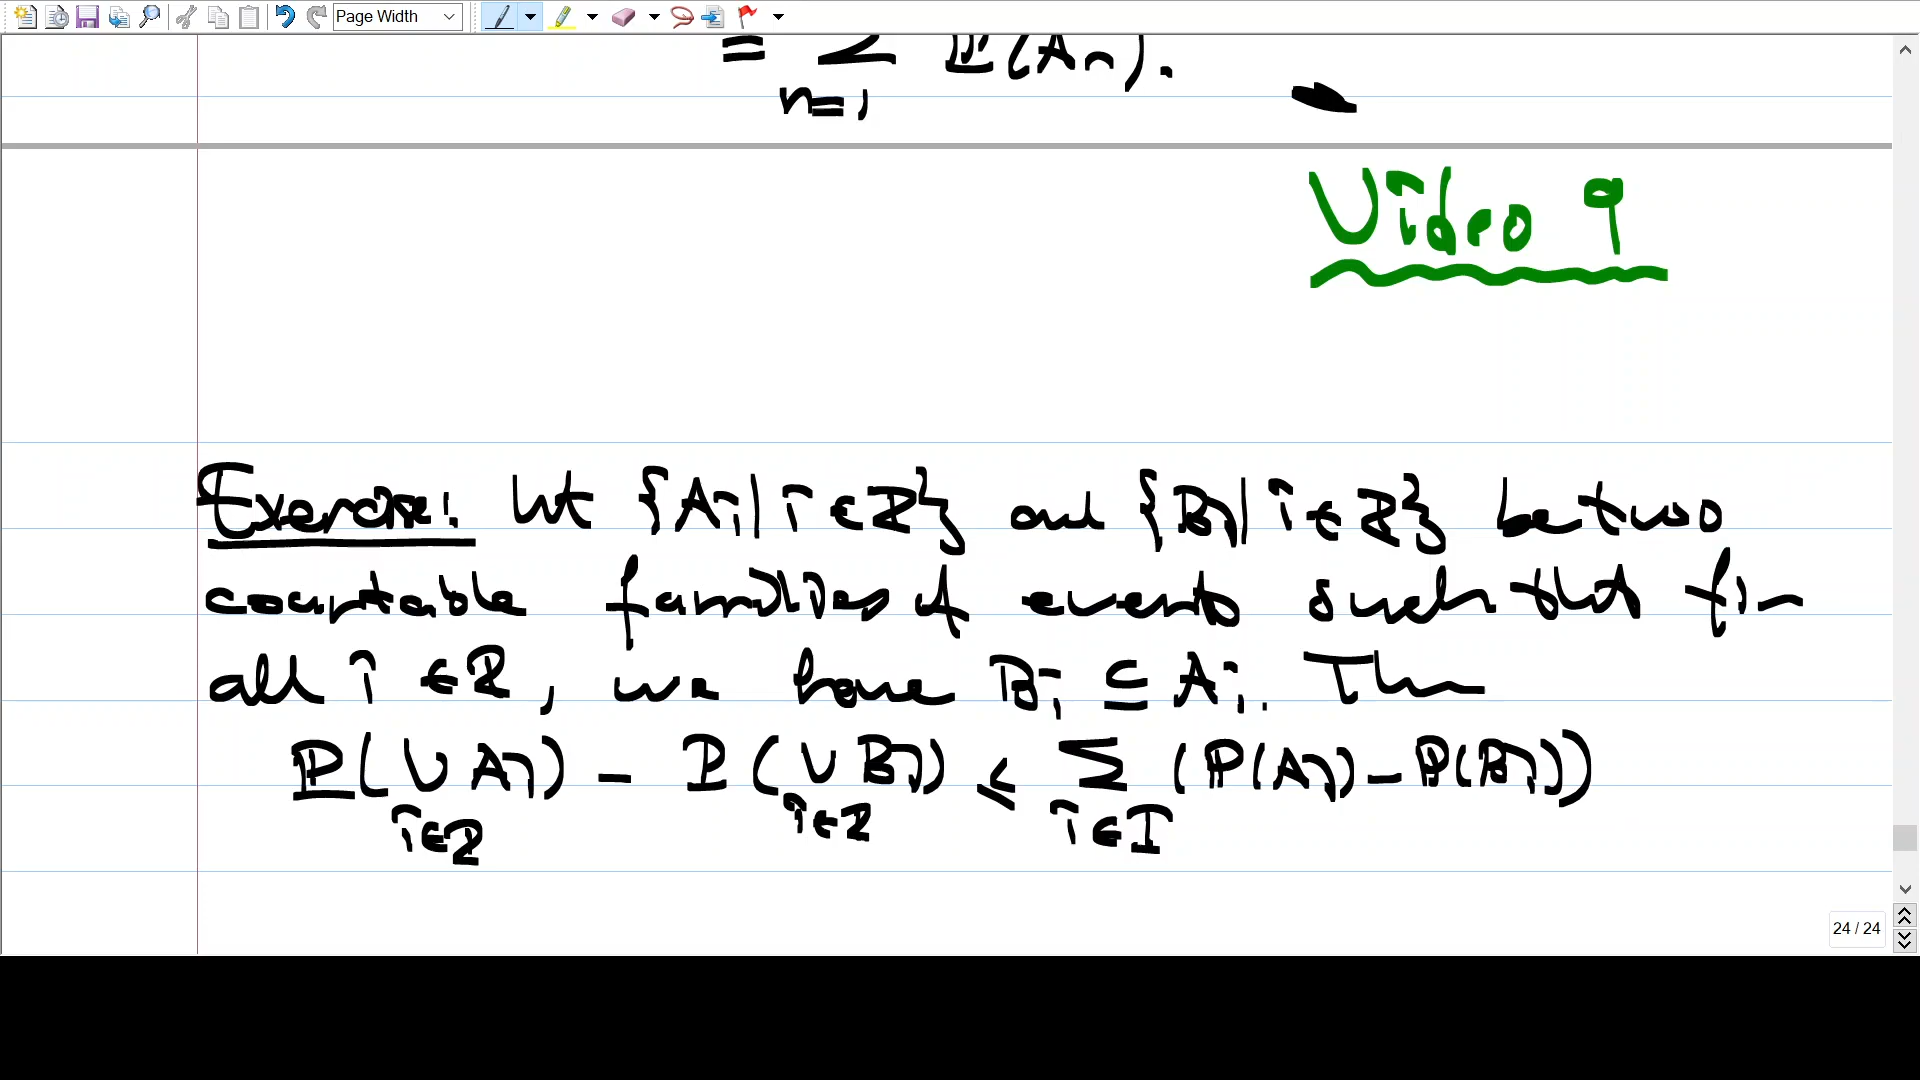 Page Width
= Σ P(An).
n=1
Video 9
Exercise: Let {Ai | i ∈ I} and {Bi | i ∈ I} be two
countable families of events such that for
all i ∈ I, we have Bi ⊆ Ai. Then
P(∪ Ai) - P(∪ Bi) ≤ Σ (P(Ai) - P(Bi))
i∈I i∈I i∈I
24 / 24